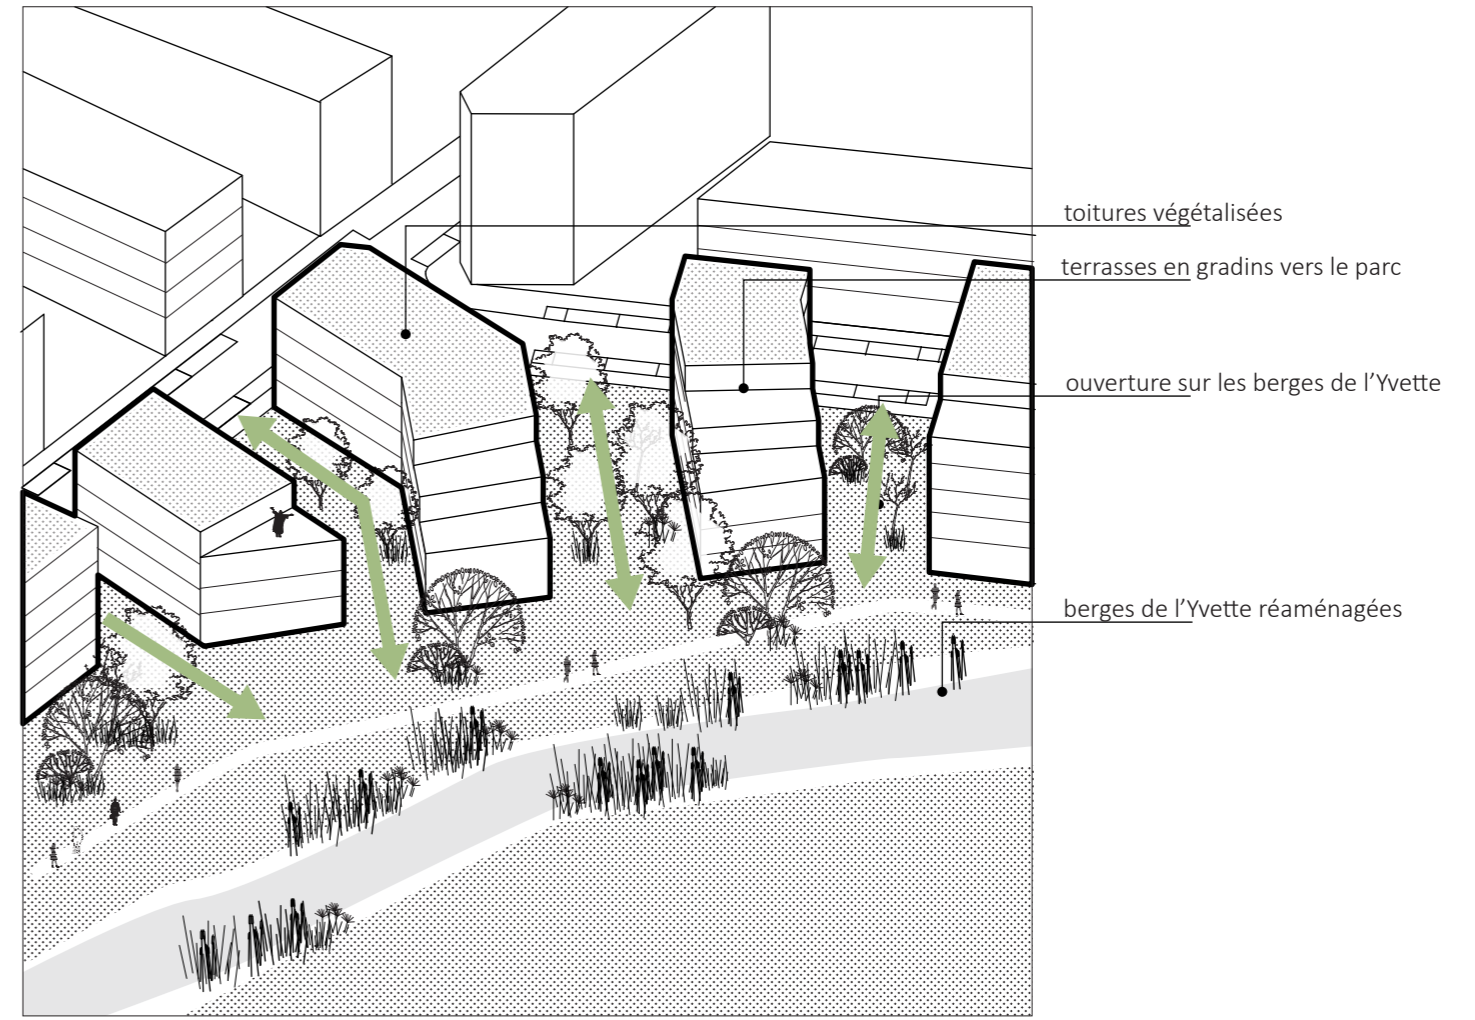 toitures végétalisées
terrasses en gradins vers le parc
ouverture sur les berges de l’Yvette
berges de l’Yvette réaménagées